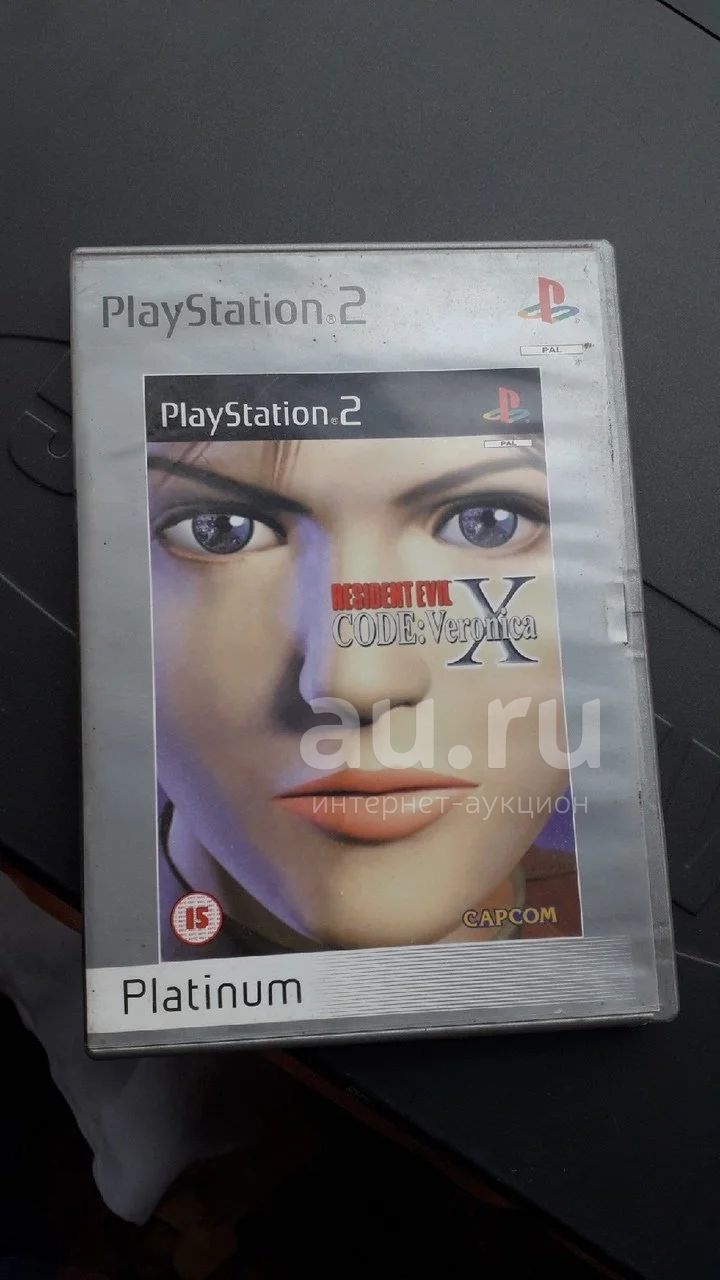 PlayStation®2
PAL
PlayStation®2
PAL
RESIDENT EVIL
CODE: Veronica X
au.ru
интернет-аукцион
15
CAPCOM
Platinum